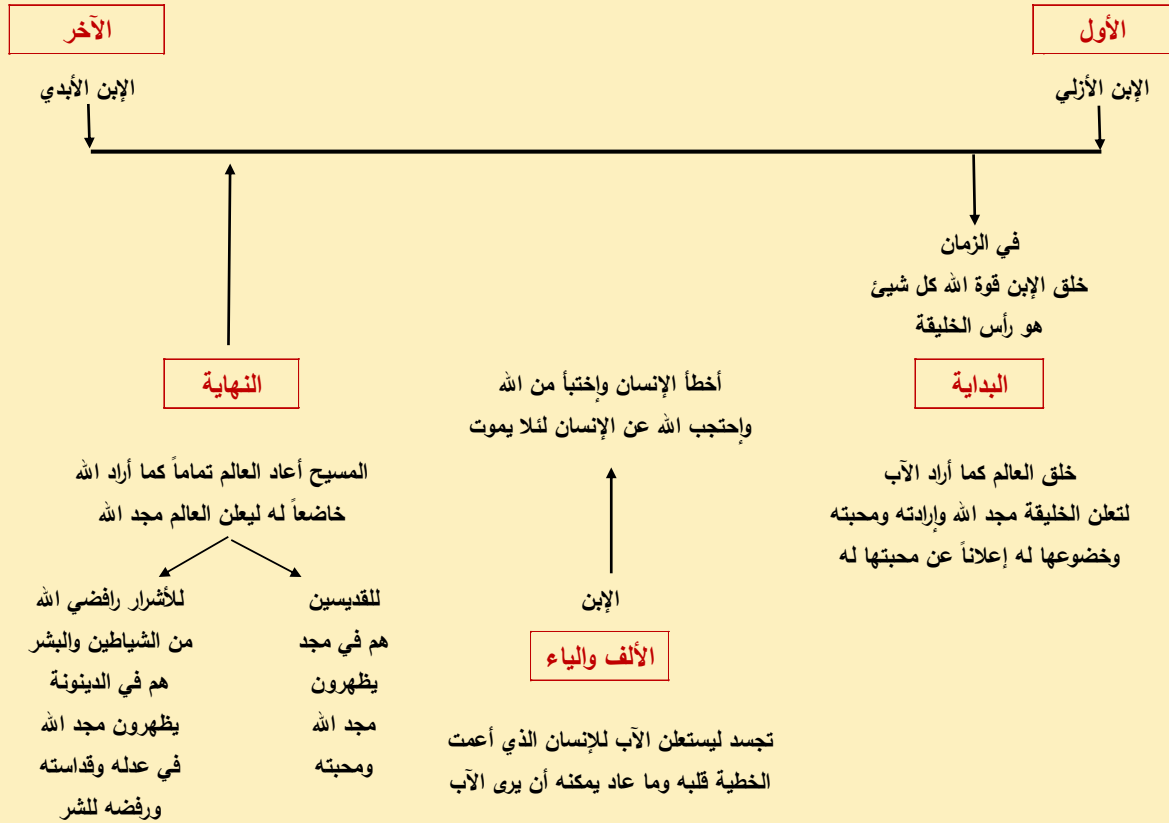 الأول
الآخر
الإبن الأزلي
الإبن الأبدي
في الزمان
خلق الإبن قوة الله كل شيئ
هو رأس الخليقة
البداية
خلق العالم كما أراد الآب
لتعلن الخليقة مجد الله وإرادته ومحبته
وخضوعها له إعلاناً عن محبتها له
أخطأ الإنسان وإختبأ من الله
وإحتجب الله عن الإنسان لئلا يموت
الإبن
الألف والياء
تجسد ليستعلن الآب للإنسان الذي أعمت
الخطية قلبه وما عاد يمكنه أن يرى الآب
النهاية
المسيح أعاد العالم تماماً كما أراد الله
خاضعاً له ليعلن العالم مجد الله
للقديسين
هم في مجد
يظهرون
مجد الله
ومحبته
للأشرار رافضي الله
من الشياطين والبشر
هم في الدينونة
يظهرون مجد الله
في عدله وقداسته
ورفضه للشر